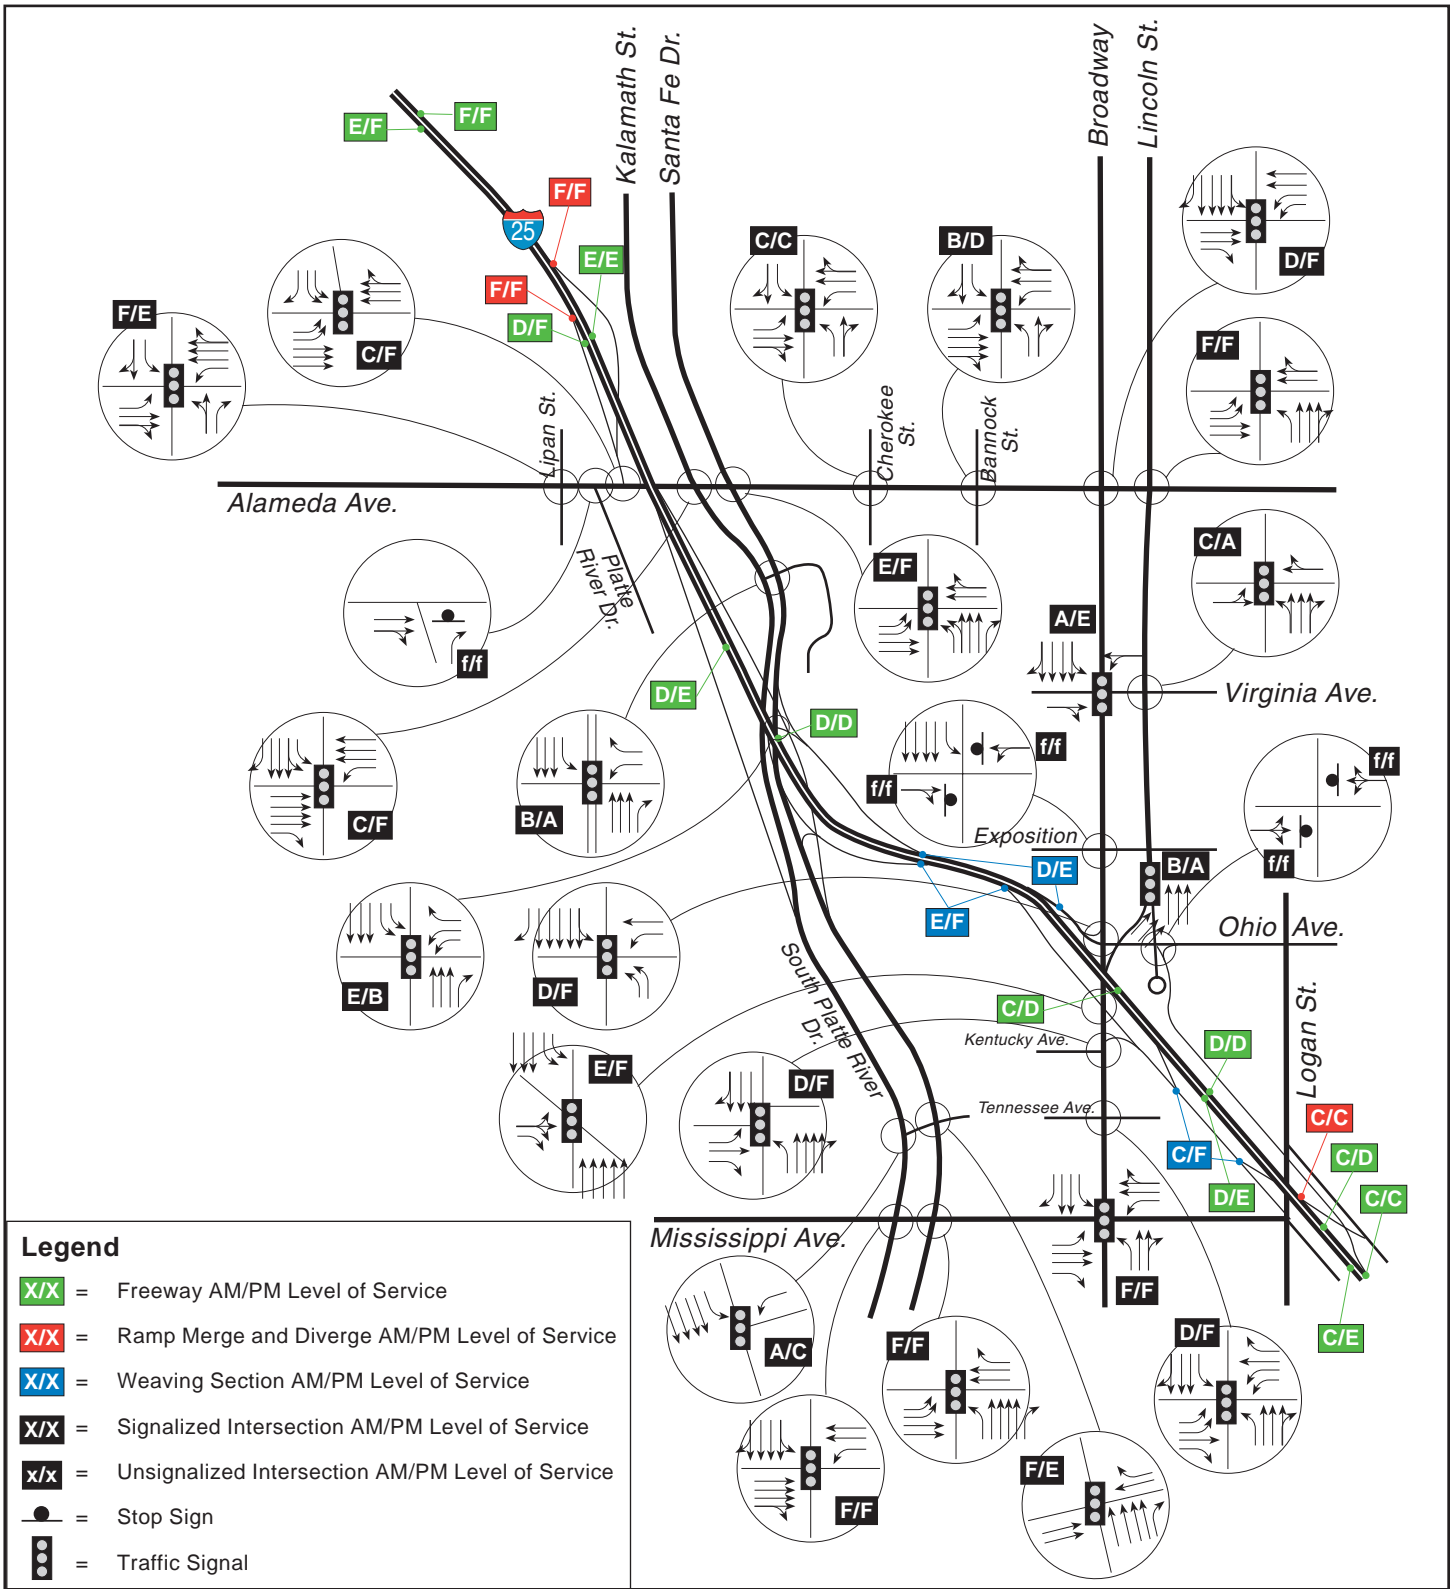 Kalamath St.
Santa Fe Dr.
Broadway
Lincoln St.
F/F
E/F
F/F
25
E/E
F/F
D/F
C/C
B/D
D/F
F/E
C/F
F/F
Lipan St.
Cherokee
St.
Bannock
St.
Alameda Ave.
Platte
River Dr.
f/f
E/F
C/A
A/E
Virginia Ave.
D/E
D/D
f/f
f/f
f/f
f/f
C/F
B/A
Exposition
D/E
B/A
E/F
Ohio Ave.
E/B
D/F
South Platte River
Dr.
C/D
Kentucky Ave.
Logan St.
E/F
D/F
D/D
Tennessee Ave.
C/C
C/F
C/D
D/E
C/C
Mississippi Ave.
F/F
A/C
F/F
D/F
C/E
F/F
F/E
Legend
X/X = Freeway AM/PM Level of Service
X/X = Ramp Merge and Diverge AM/PM Level of Service
X/X = Weaving Section AM/PM Level of Service
X/X = Signalized Intersection AM/PM Level of Service
x/x = Unsignalized Intersection AM/PM Level of Service
= Stop Sign
= Traffic Signal